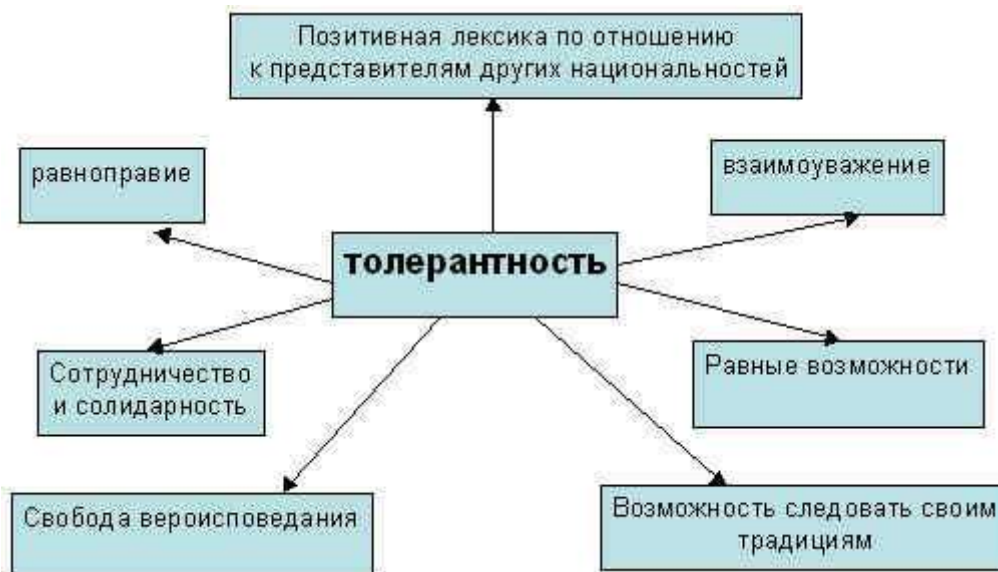 Позитивная лексика по отношению
к представителям других национальностей
равноправие
взаимоуважение
толерантность
Сотрудничество
и солидарность
Равные возможности
Свобода вероисповедания
Возможность следовать своим
традициям